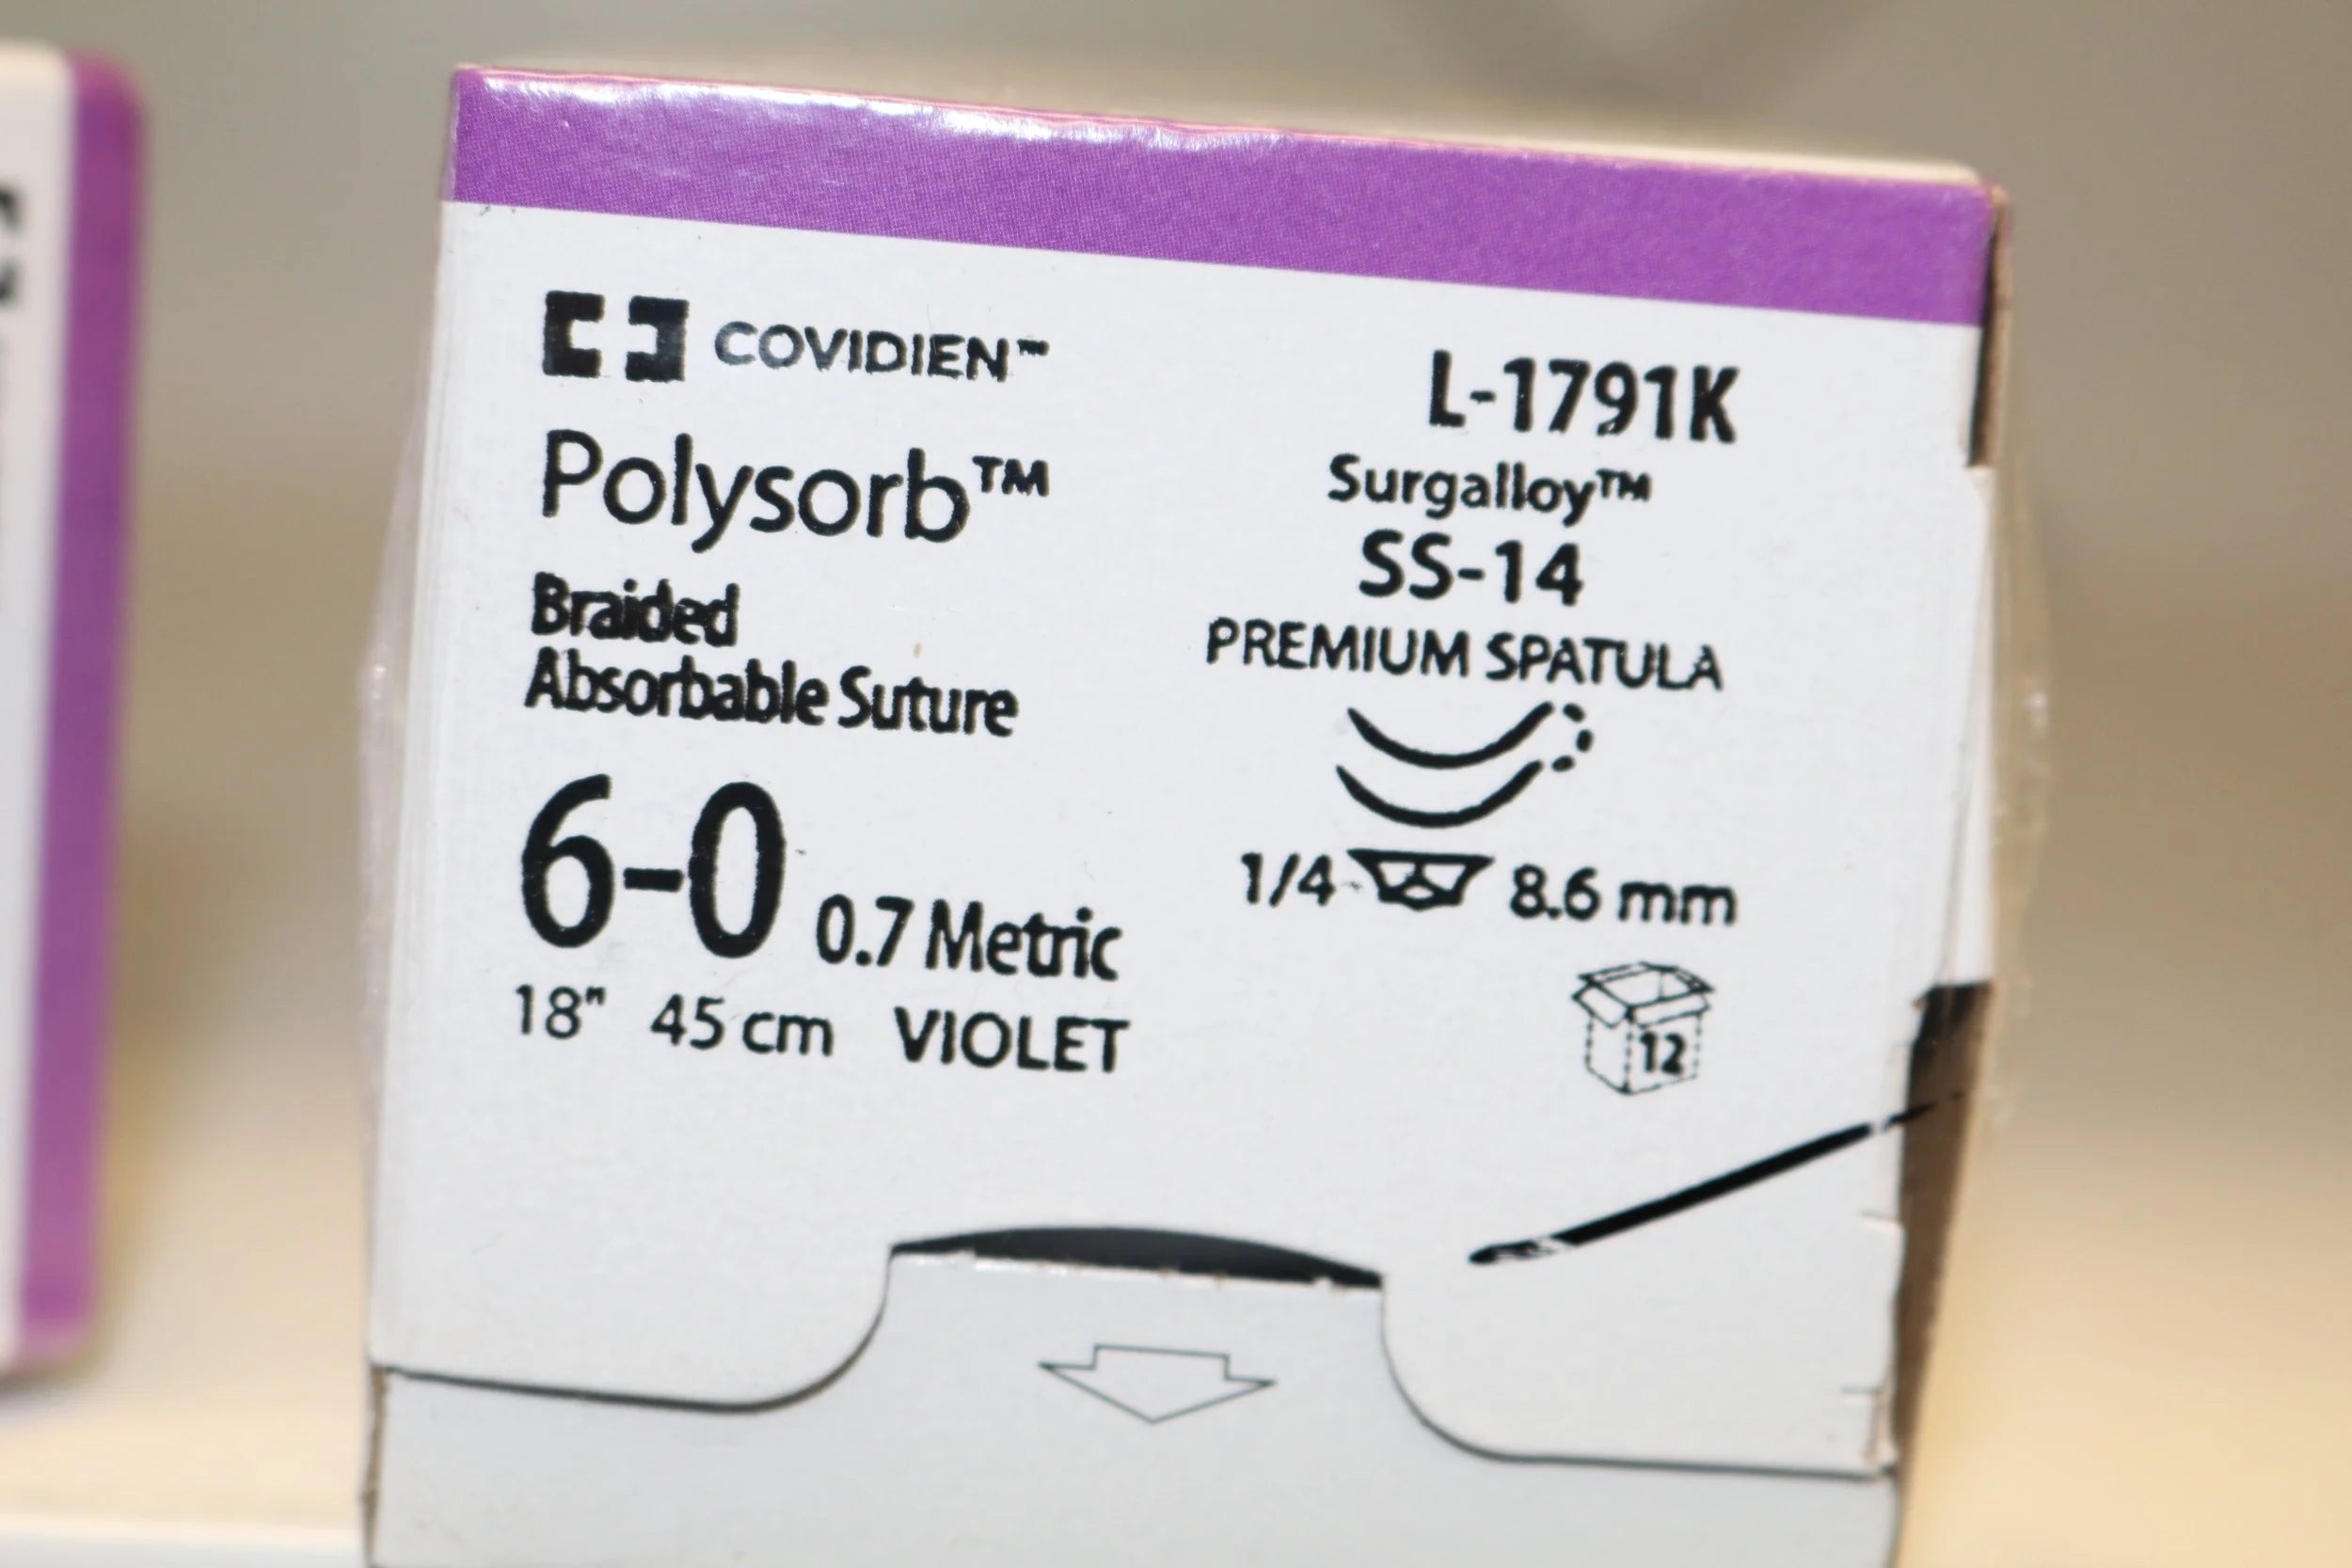 COVIDIEN™
Polysorb™
Braided
Absorbable Suture
6-0 0.7 Metric
18" 45 cm VIOLET
L-1791K
Surgalloy™
SS-14
PREMIUM SPATULA
1/4 8.6 mm
12